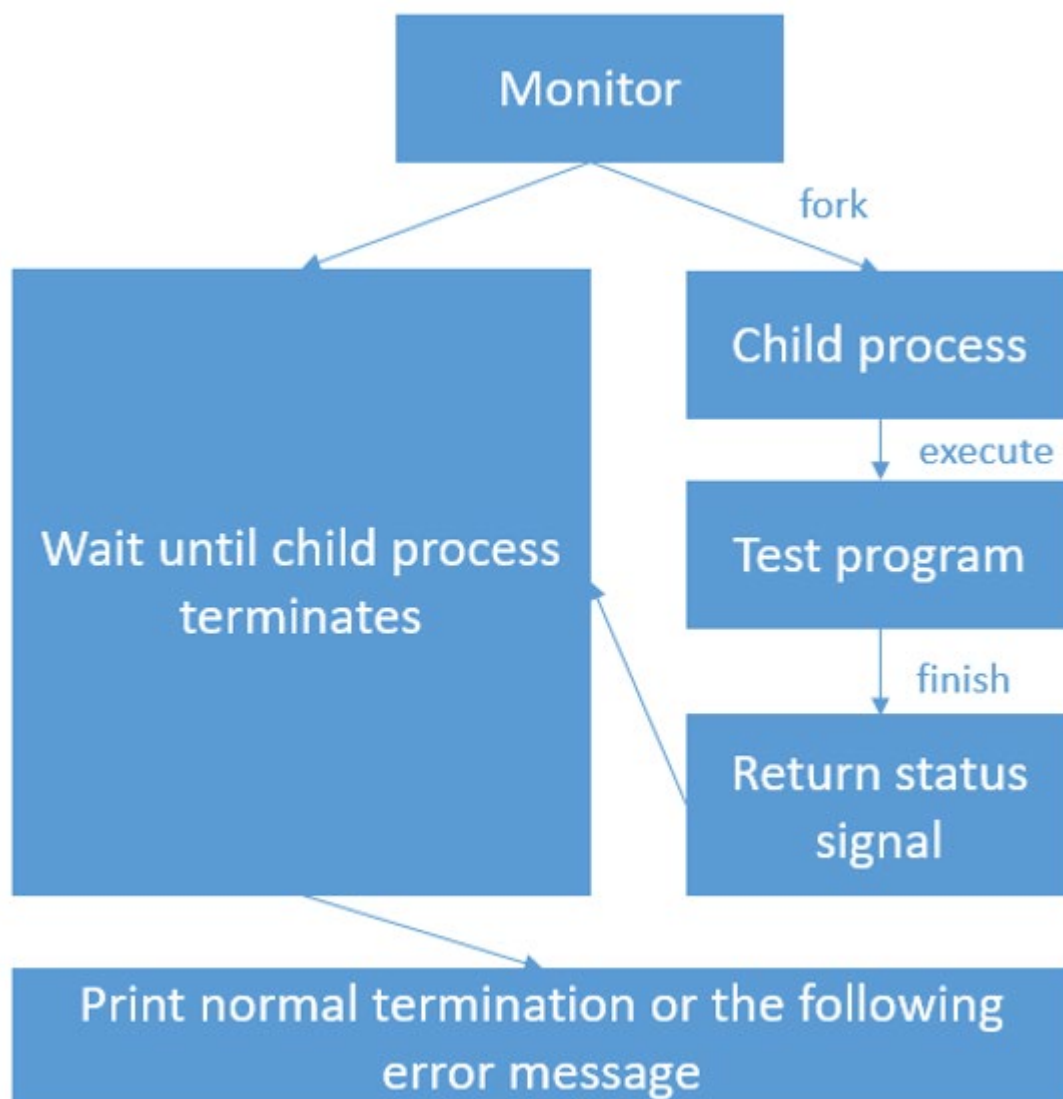 Monitor
fork
Child process
execute
Wait until child process
terminates
Test program
finish
Return status
signal
Print normal termination or the following
error message